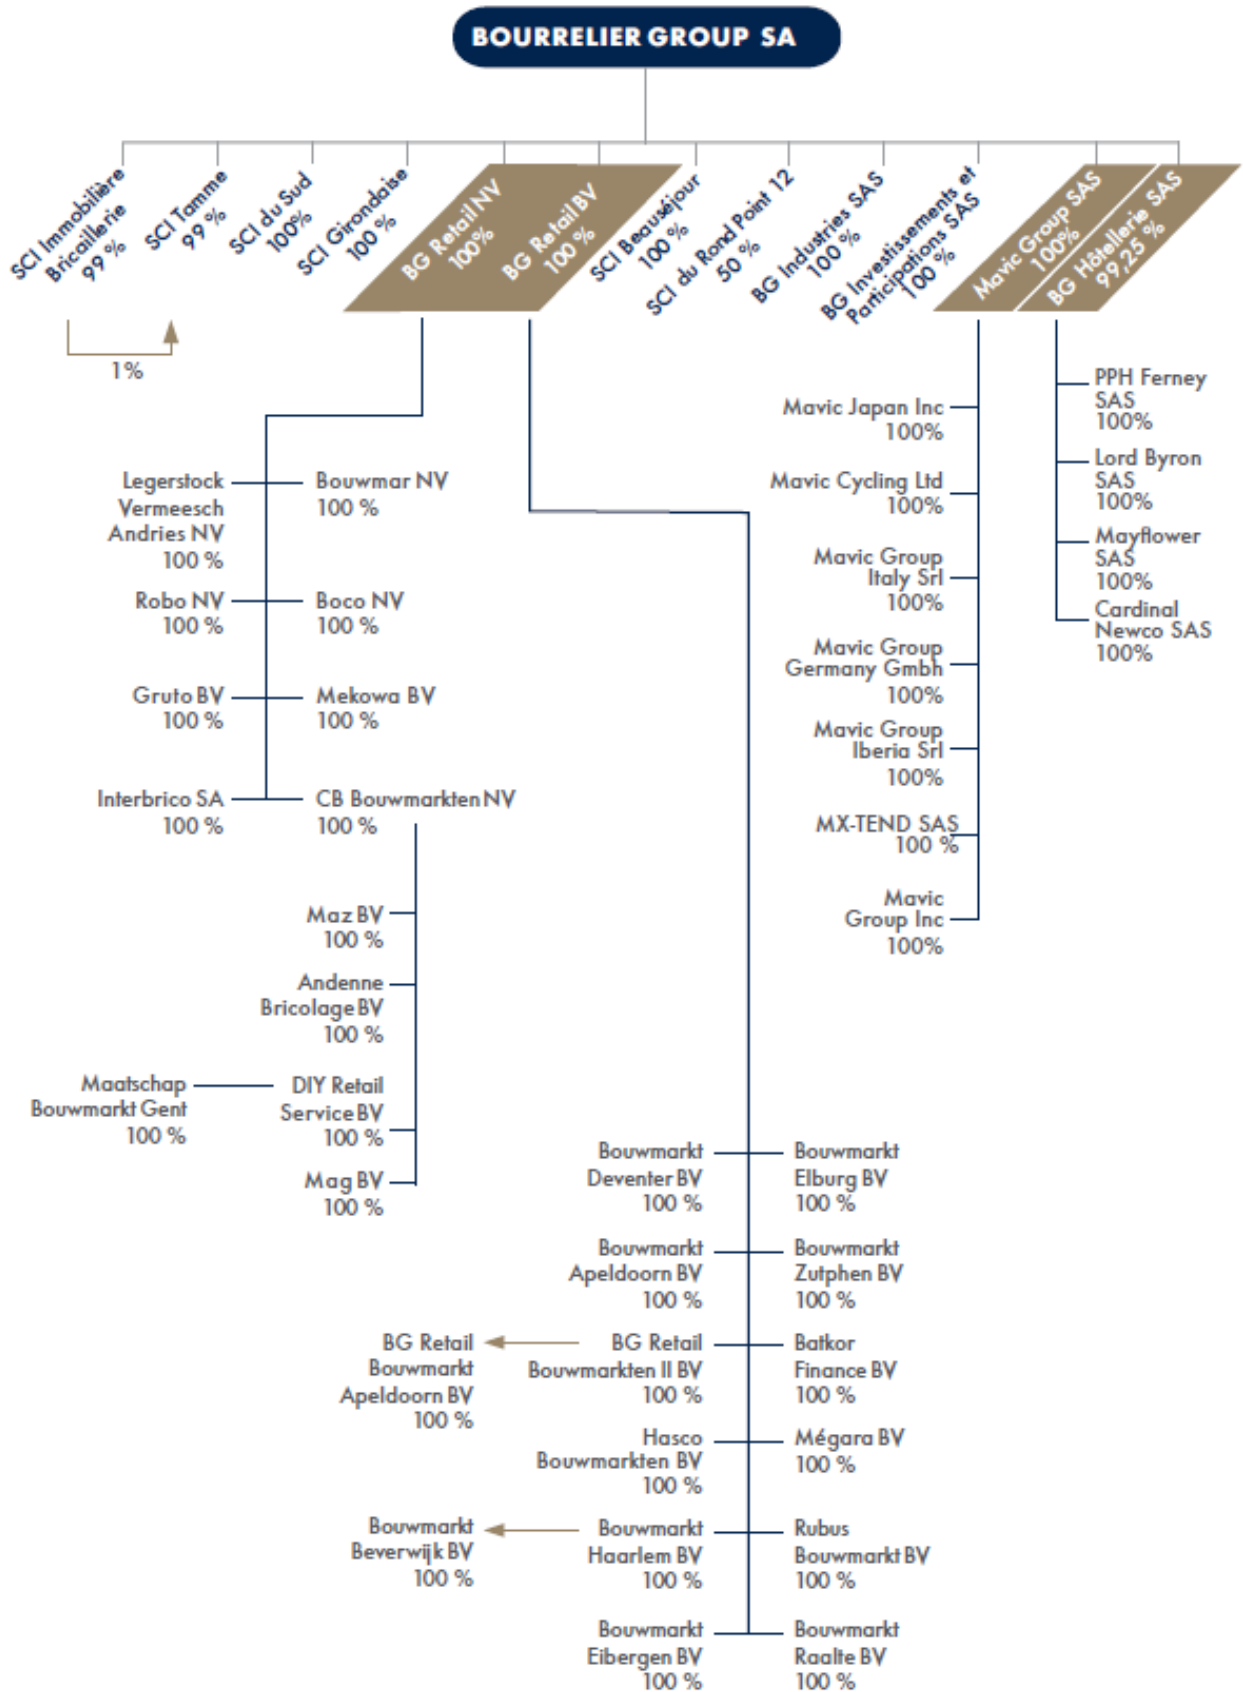 BOURRELIER GROUP SA
SCI Immobilière
Bricaillerie
99 %
SCI Tamme
99 %
SCI du Sud
100%
SCI Girondaise
100 %
BG Retail NV
100%
BG Retail BV
100 %
SCI Beauséjour
100 %
SCI du Rond Point 12
50 %
BG Industries SAS
100 %
BG Investissements et
Participations SAS
100 %
Mavic Group SAS
100%
BG Hôtellerie SAS
99,25 %
1%
Legerstock
Vermeesch
Andries NV
100 %
Bouwmar NV
100 %
Robo NV
100 %
Boco NV
100 %
Gruto BV
100 %
Mekowa BV
100 %
Interbrico SA
100 %
CB Bouwmarkten NV
100 %
Maz BV
100 %
Andenne
Bricolage BV
100 %
Maatschap
Bouwmarkt Gent
100 %
DIY Retail
Service BV
100 %
Mag BV
100 %
Bouwmarkt
Deventer BV
100 %
Bouwmarkt
Elburg BV
100 %
Bouwmarkt
Apeldoorn BV
100 %
Bouwmarkt
Zutphen BV
100 %
BG Retail
Bouwmarkt
Apeldoorn BV
100 %
BG Retail
Bouwmarkten II BV
100 %
Batkor
Finance BV
100 %
Hasco
Bouwmarkten BV
100 %
Mégara BV
100 %
Bouwmarkt
Beverwijk BV
100 %
Bouwmarkt
Haarlem BV
100 %
Rubus
Bouwmarkt BV
100 %
Bouwmarkt
Eibergen BV
100 %
Bouwmarkt
Raalte BV
100 %
Mavic Japan Inc
100%
Mavic Cycling Ltd
100%
Mavic Group
Italy Srl
100%
Mavic Group
Germany Gmbh
100%
Mavic Group
Iberia Srl
100%
MX-TEND SAS
100 %
Mavic
Group Inc
100%
PPH Ferney
SAS
100%
Lord Byron
SAS
100%
Mayflower
SAS
100%
Cardinal
Newco SAS
100%